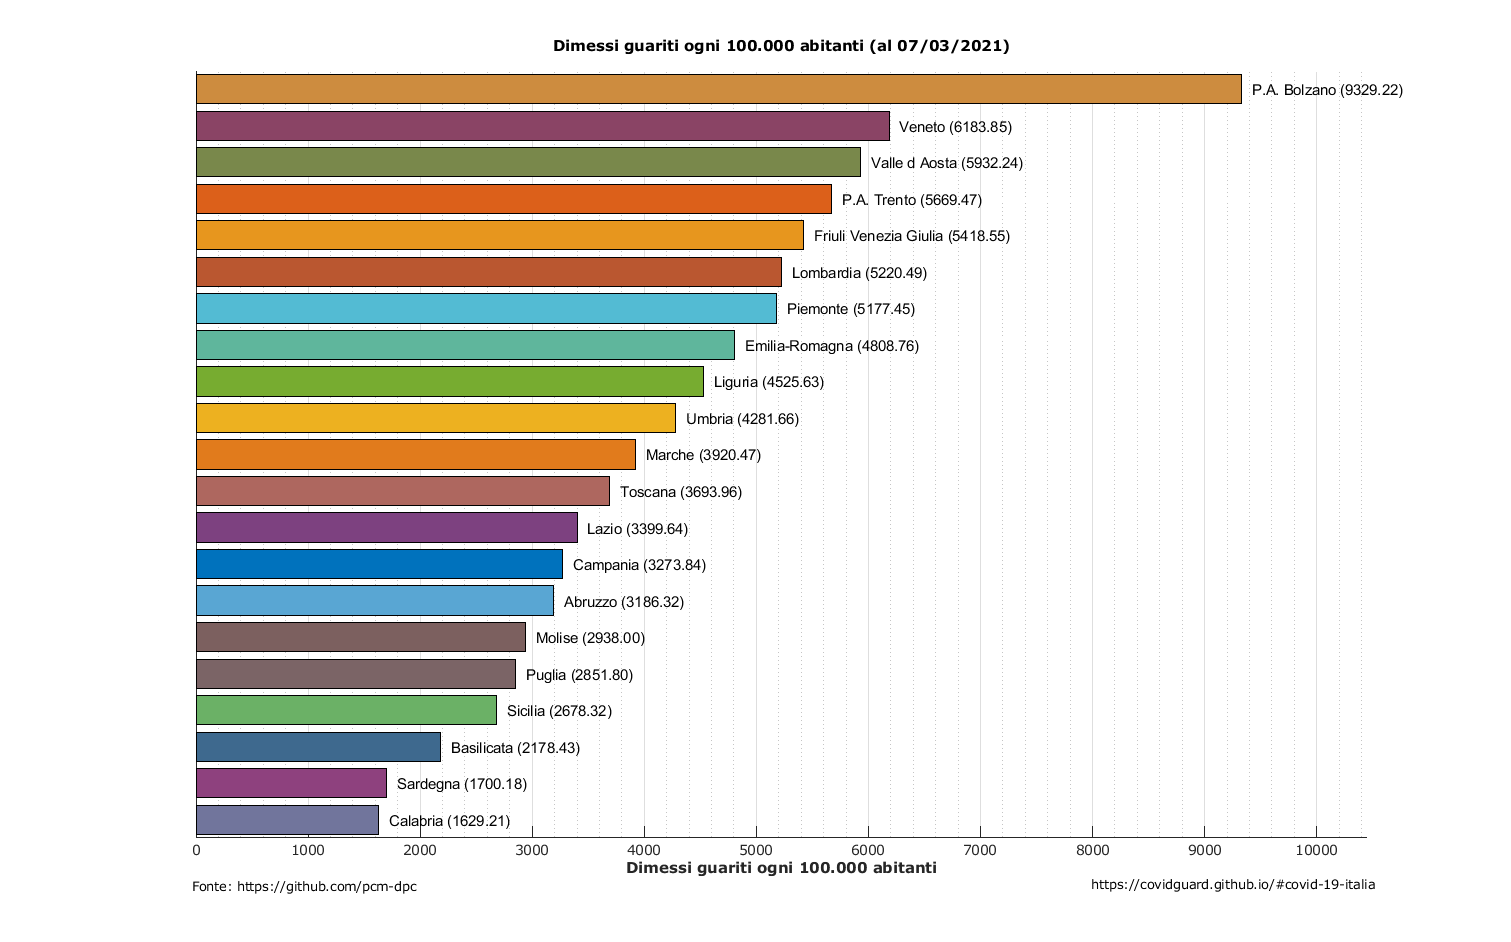 Dimessi guariti ogni 100.000 abitanti (al 07/03/2021)
P.A. Bolzano (9329.22)
Veneto (6183.85)
Valle d Aosta (5932.24)
P.A. Trento (5669.47)
Friuli Venezia Giulia (5418.55)
Lombardia (5220.49)
Piemonte (5177.45)
Emilia-Romagna (4808.76)
Liguria (4525.63)
Umbria (4281.66)
Marche (3920.47)
Toscana (3693.96)
Lazio (3399.64)
Campania (3273.84)
Abruzzo (3186.32)
Molise (2938.00)
Puglia (2851.80)
Sicilia (2678.32)
Basilicata (2178.43)
Sardegna (1700.18)
Calabria (1629.21)
0 1000 2000 3000 4000 5000 6000 7000 8000 9000 10000
Dimessi guariti ogni 100.000 abitanti
Fonte: https://github.com/pcm-dpc
https://covidguard.github.io/#covid-19-italia